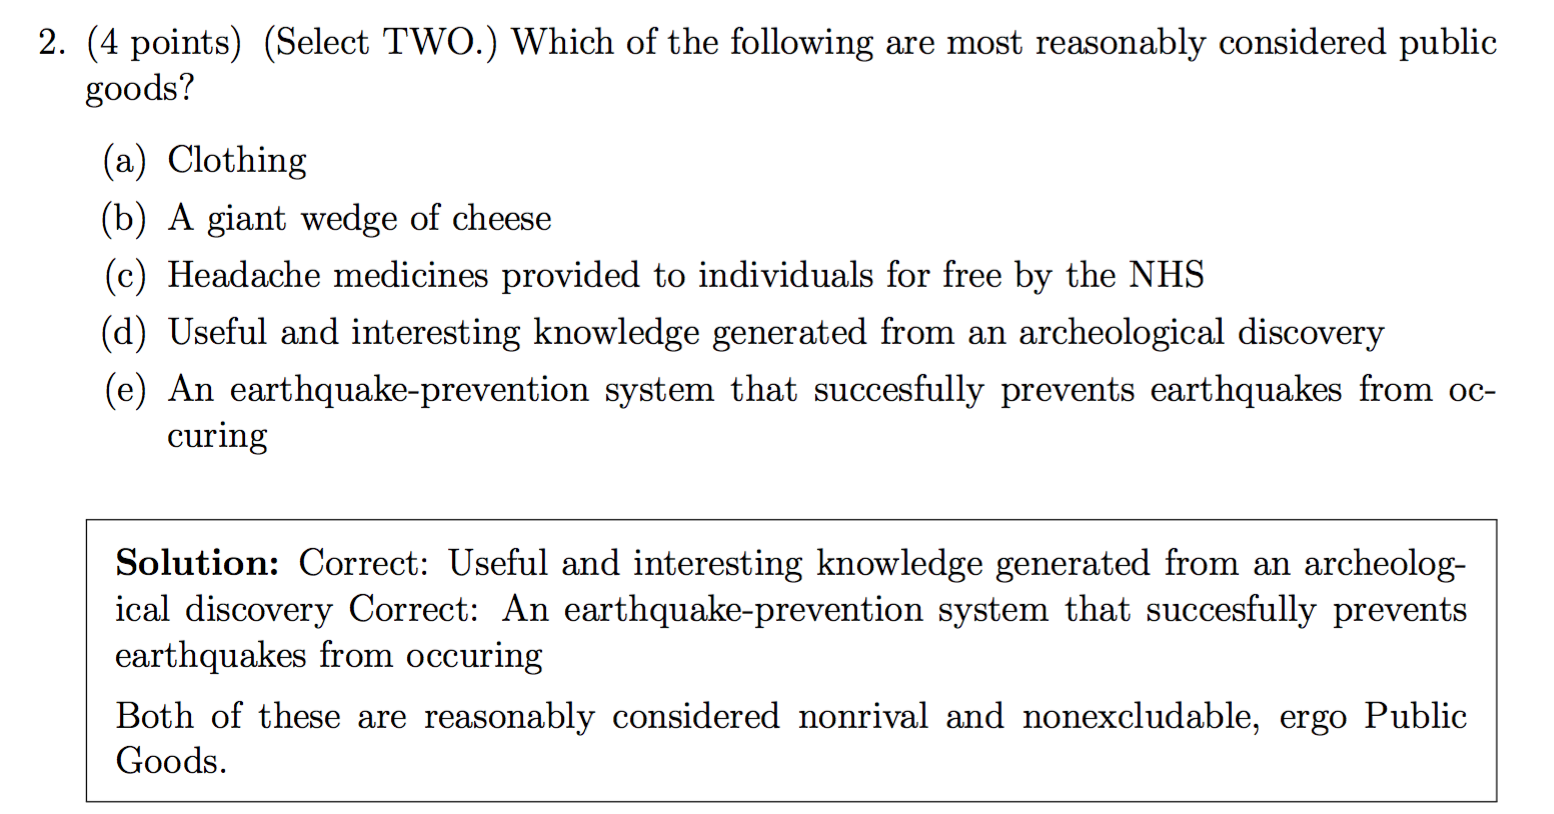 2. (4 points) (Select TWO.) Which of the following are most reasonably considered public
goods?
(a) Clothing
(b) A giant wedge of cheese
(c) Headache medicines provided to individuals for free by the NHS
(d) Useful and interesting knowledge generated from an archeological discovery
(e) An earthquake-prevention system that succesfully prevents earthquakes from oc-
curing
Solution: Correct: Useful and interesting knowledge generated from an archeolog-
ical discovery Correct: An earthquake-prevention system that succesfully prevents
earthquakes from occuring
Both of these are reasonably considered nonrival and nonexcludable, ergo Public
Goods.